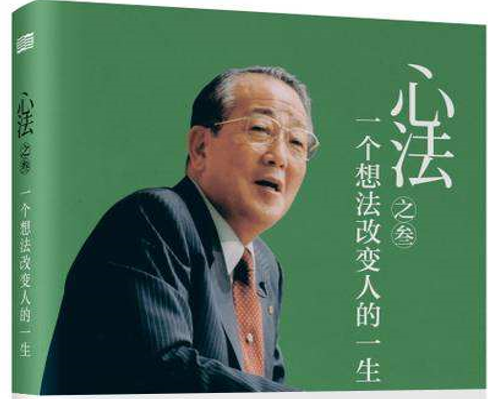 心法
之叁
一个想法改变人的一生
心法
之叁
一个想法改变人的一生